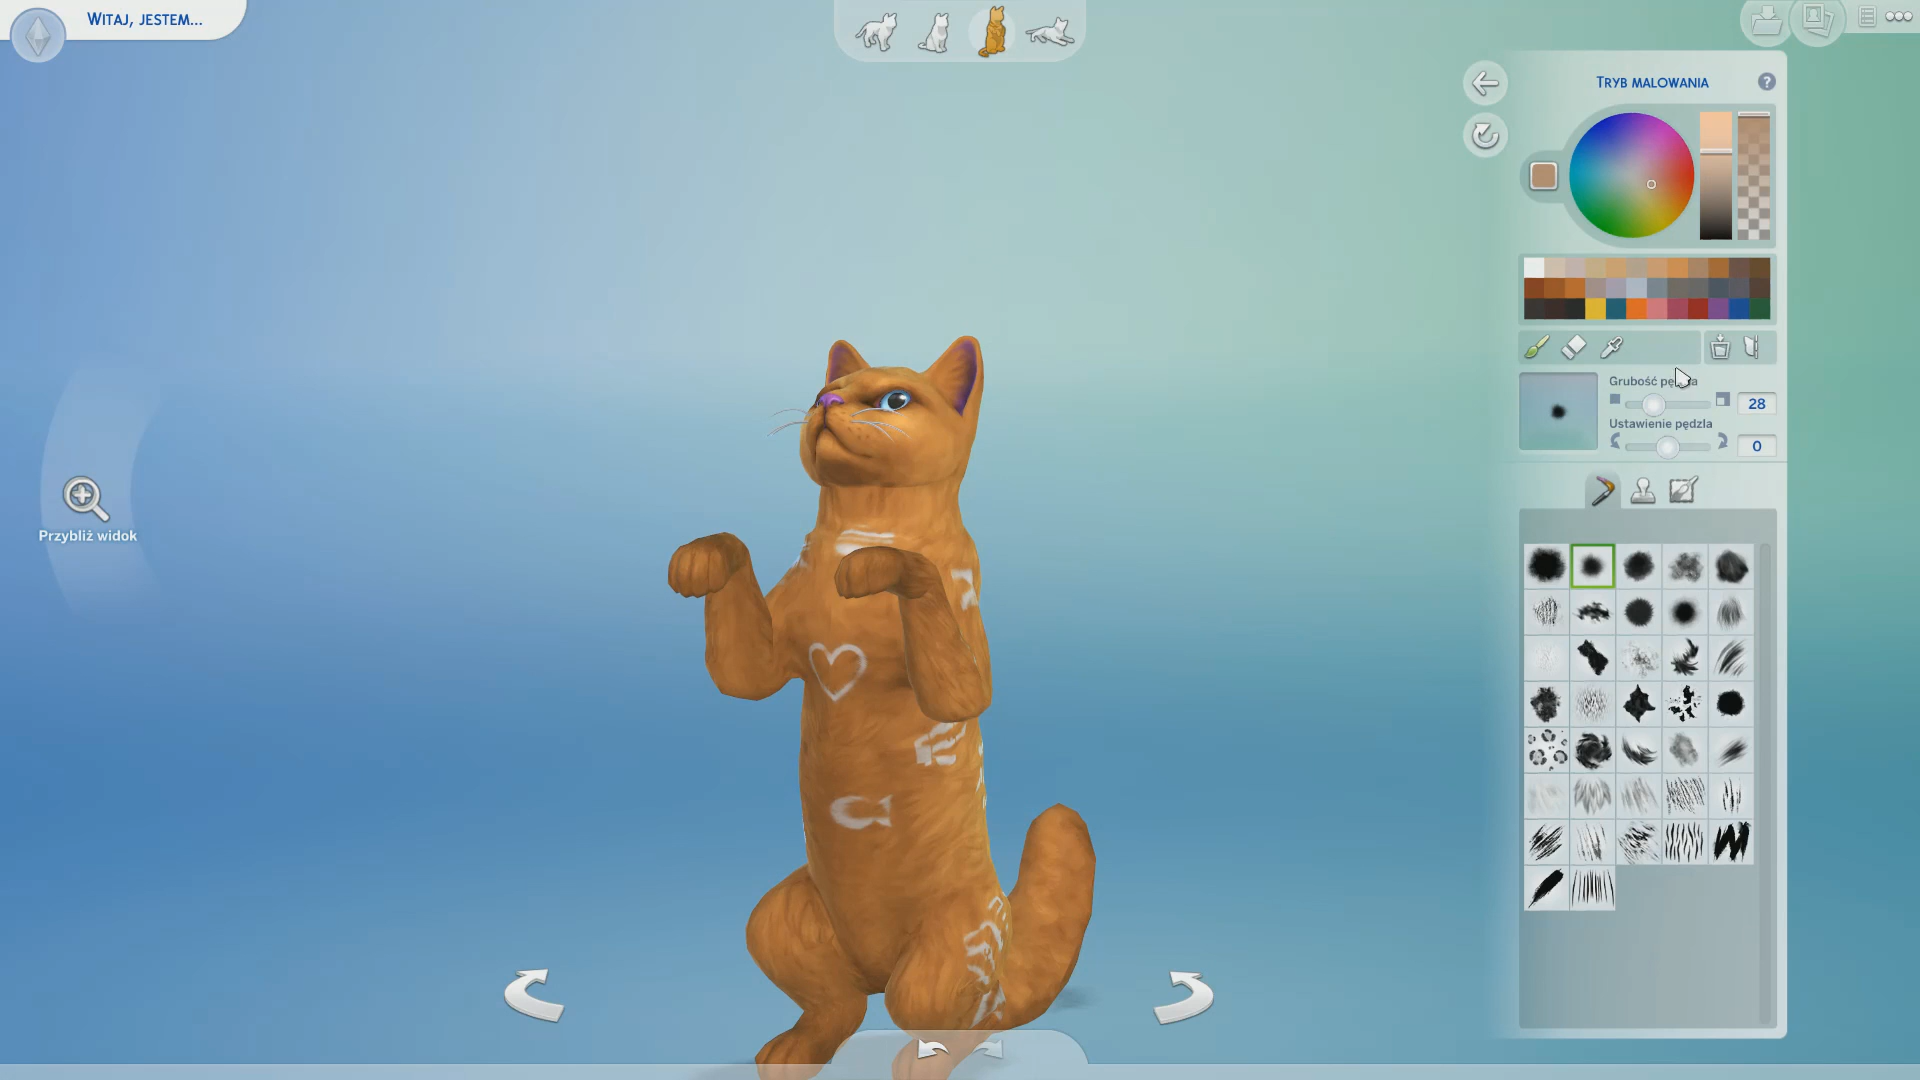 Witaj, jestem...
Tryb malowania
?
Grubość pędzla
28
Ustawienie pędzla
0
Przybliż widok